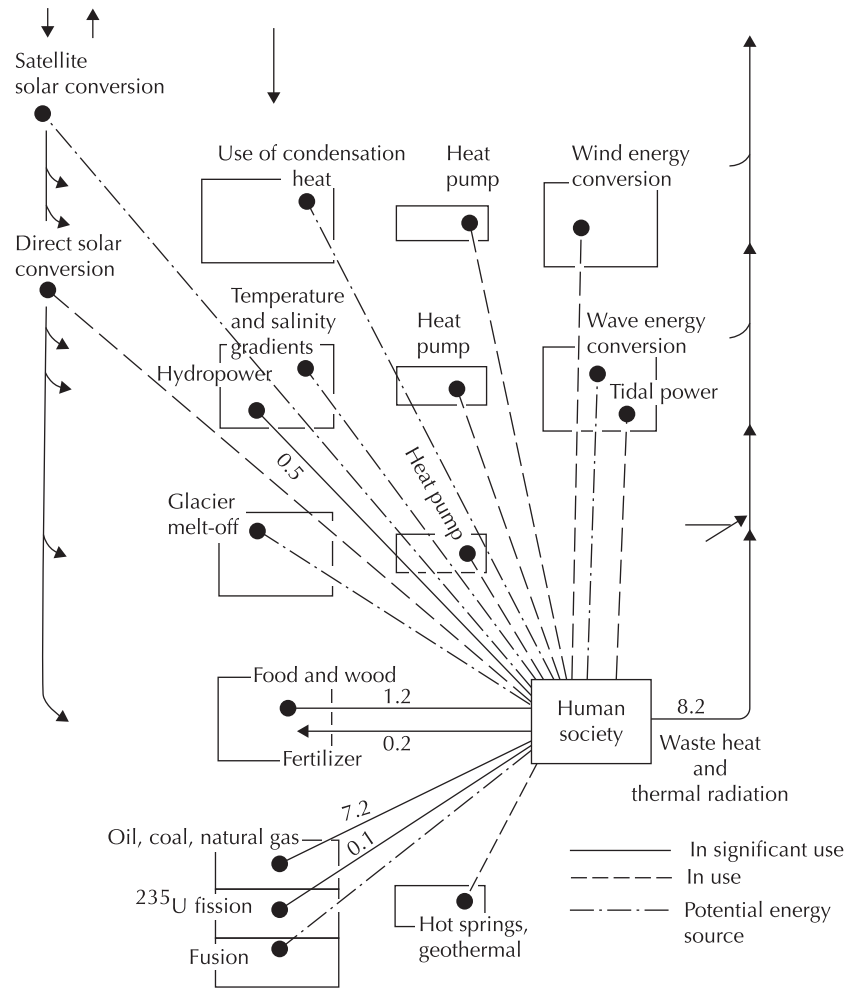 Satellite
solar conversion
Use of condensation
heat
Heat
pump
Wind energy
conversion
Direct solar
conversion
Temperature
and salinity
gradients
Heat
pump
Wave energy
conversion
Hydropower
Tidal power
0.5
Heat pump
Glacier
melt-off
Food and wood
1.2
Human
society
8.2
0.2
Fertilizer
Waste heat
and
thermal radiation
7.2
Oil, coal, natural gas
0.1
In significant use
In use
²³⁵U fission
Hot springs,
geothermal
Potential energy
source
Fusion